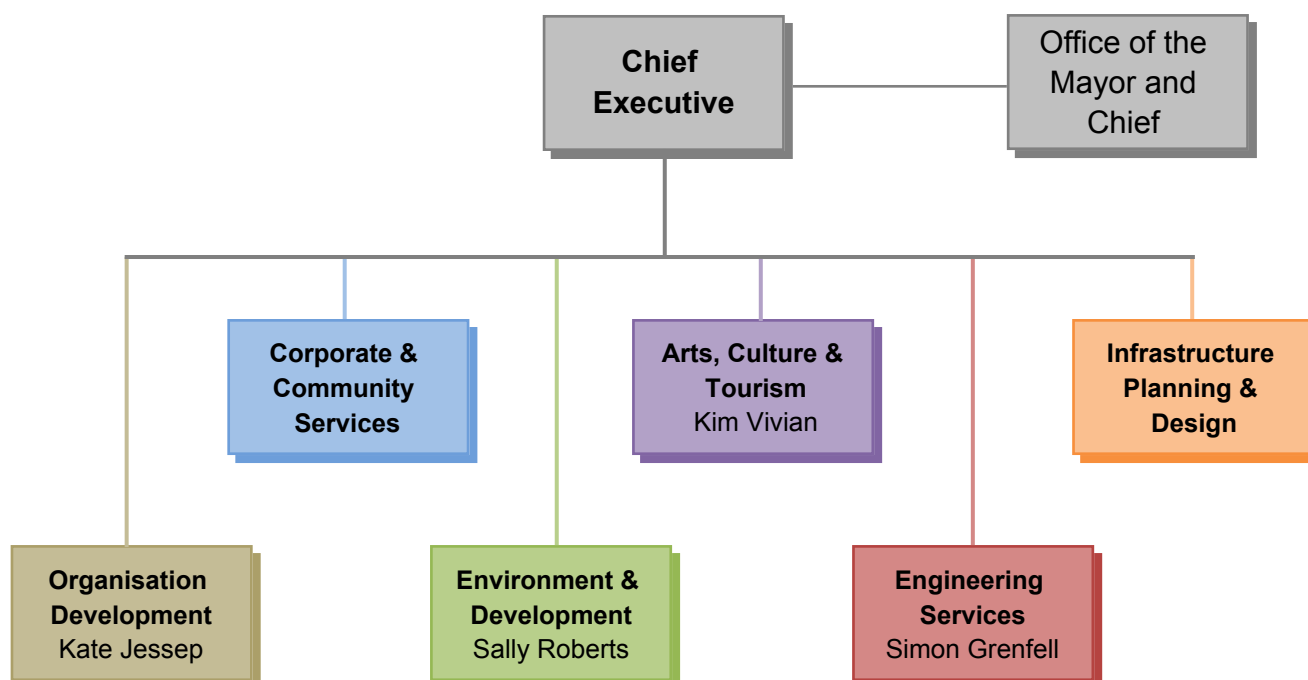 Chief
Executive
Office of the
Mayor and
Chief
Corporate &
Community
Services
Arts, Culture &
Tourism
Kim Vivian
Infrastructure
Planning &
Design
Organisation
Development
Kate Jessep
Environment &
Development
Sally Roberts
Engineering
Services
Simon Grenfell